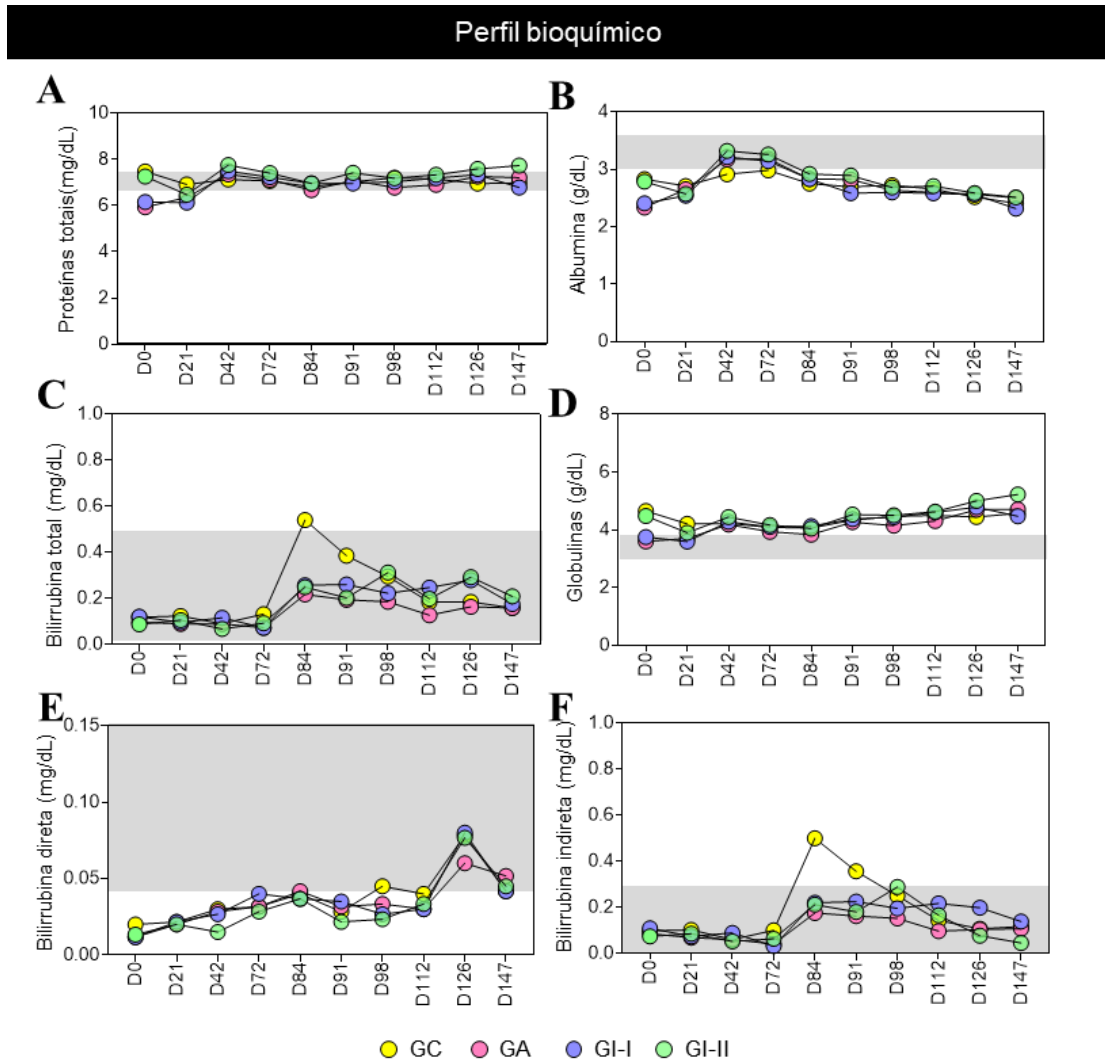 Perfil bioquímico
A
Proteínas totais(mg/dL)
10
8
6
4
2
0
D0 D21 D42 D72 D84 D91 D98 D112 D126 D147
B
Albumina (g/dL)
4
3
2
1
0
D0 D21 D42 D72 D84 D91 D98 D112 D126 D147
C
Bilirrubina total (mg/dL)
1.0
0.8
0.6
0.4
0.2
0.0
D0 D21 D42 D72 D84 D91 D98 D112 D126 D147
D
Globulinas (g/dL)
8
6
4
2
0
D0 D21 D42 D72 D84 D91 D98 D112 D126 D147
E
Bilirrubina direta (mg/dL)
0.15
0.10
0.05
0.00
D0 D21 D42 D72 D84 D91 D98 D112 D126 D147
F
Bilirrubina indireta (mg/dL)
1.0
0.8
0.6
0.4
0.2
0.0
D0 D21 D42 D72 D84 D91 D98 D112 D126 D147
GC GA GI-I GI-II